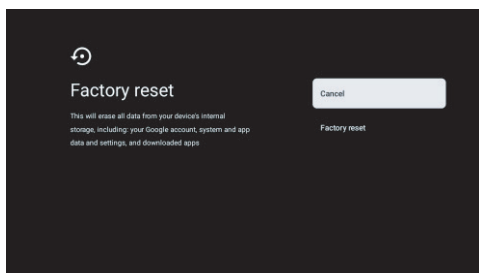 Factory reset
This will erase all data from your device's internal
storage, including: your Google account, system and app
data and settings, and downloaded apps
Cancel
Factory reset